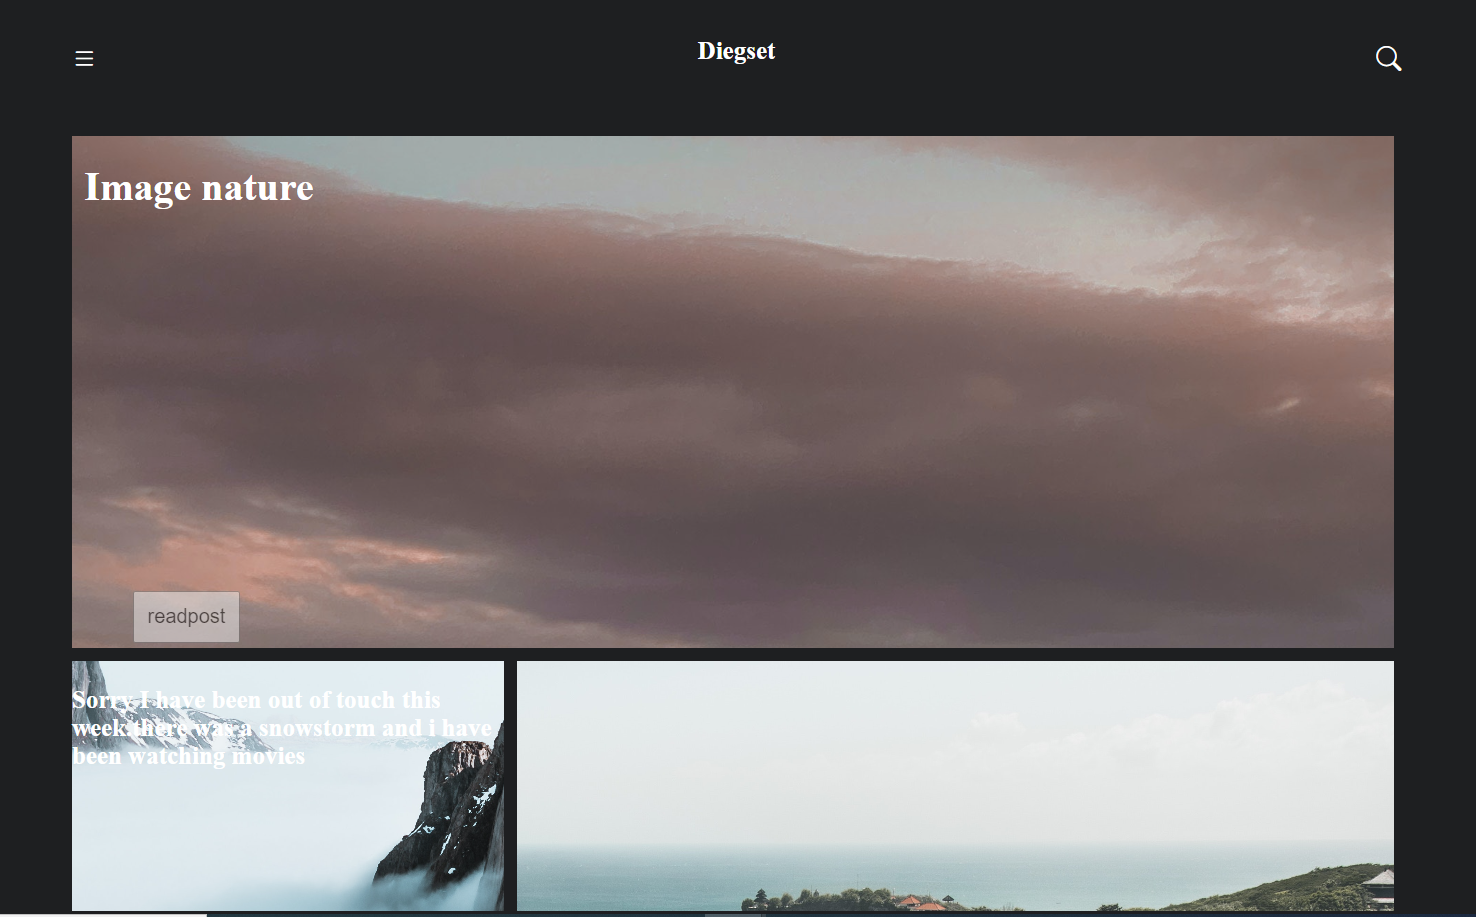 Diegset
Image nature
readpost
Sorry I have been out of touch this
week.there was a snowstorm and i have
been watching movies